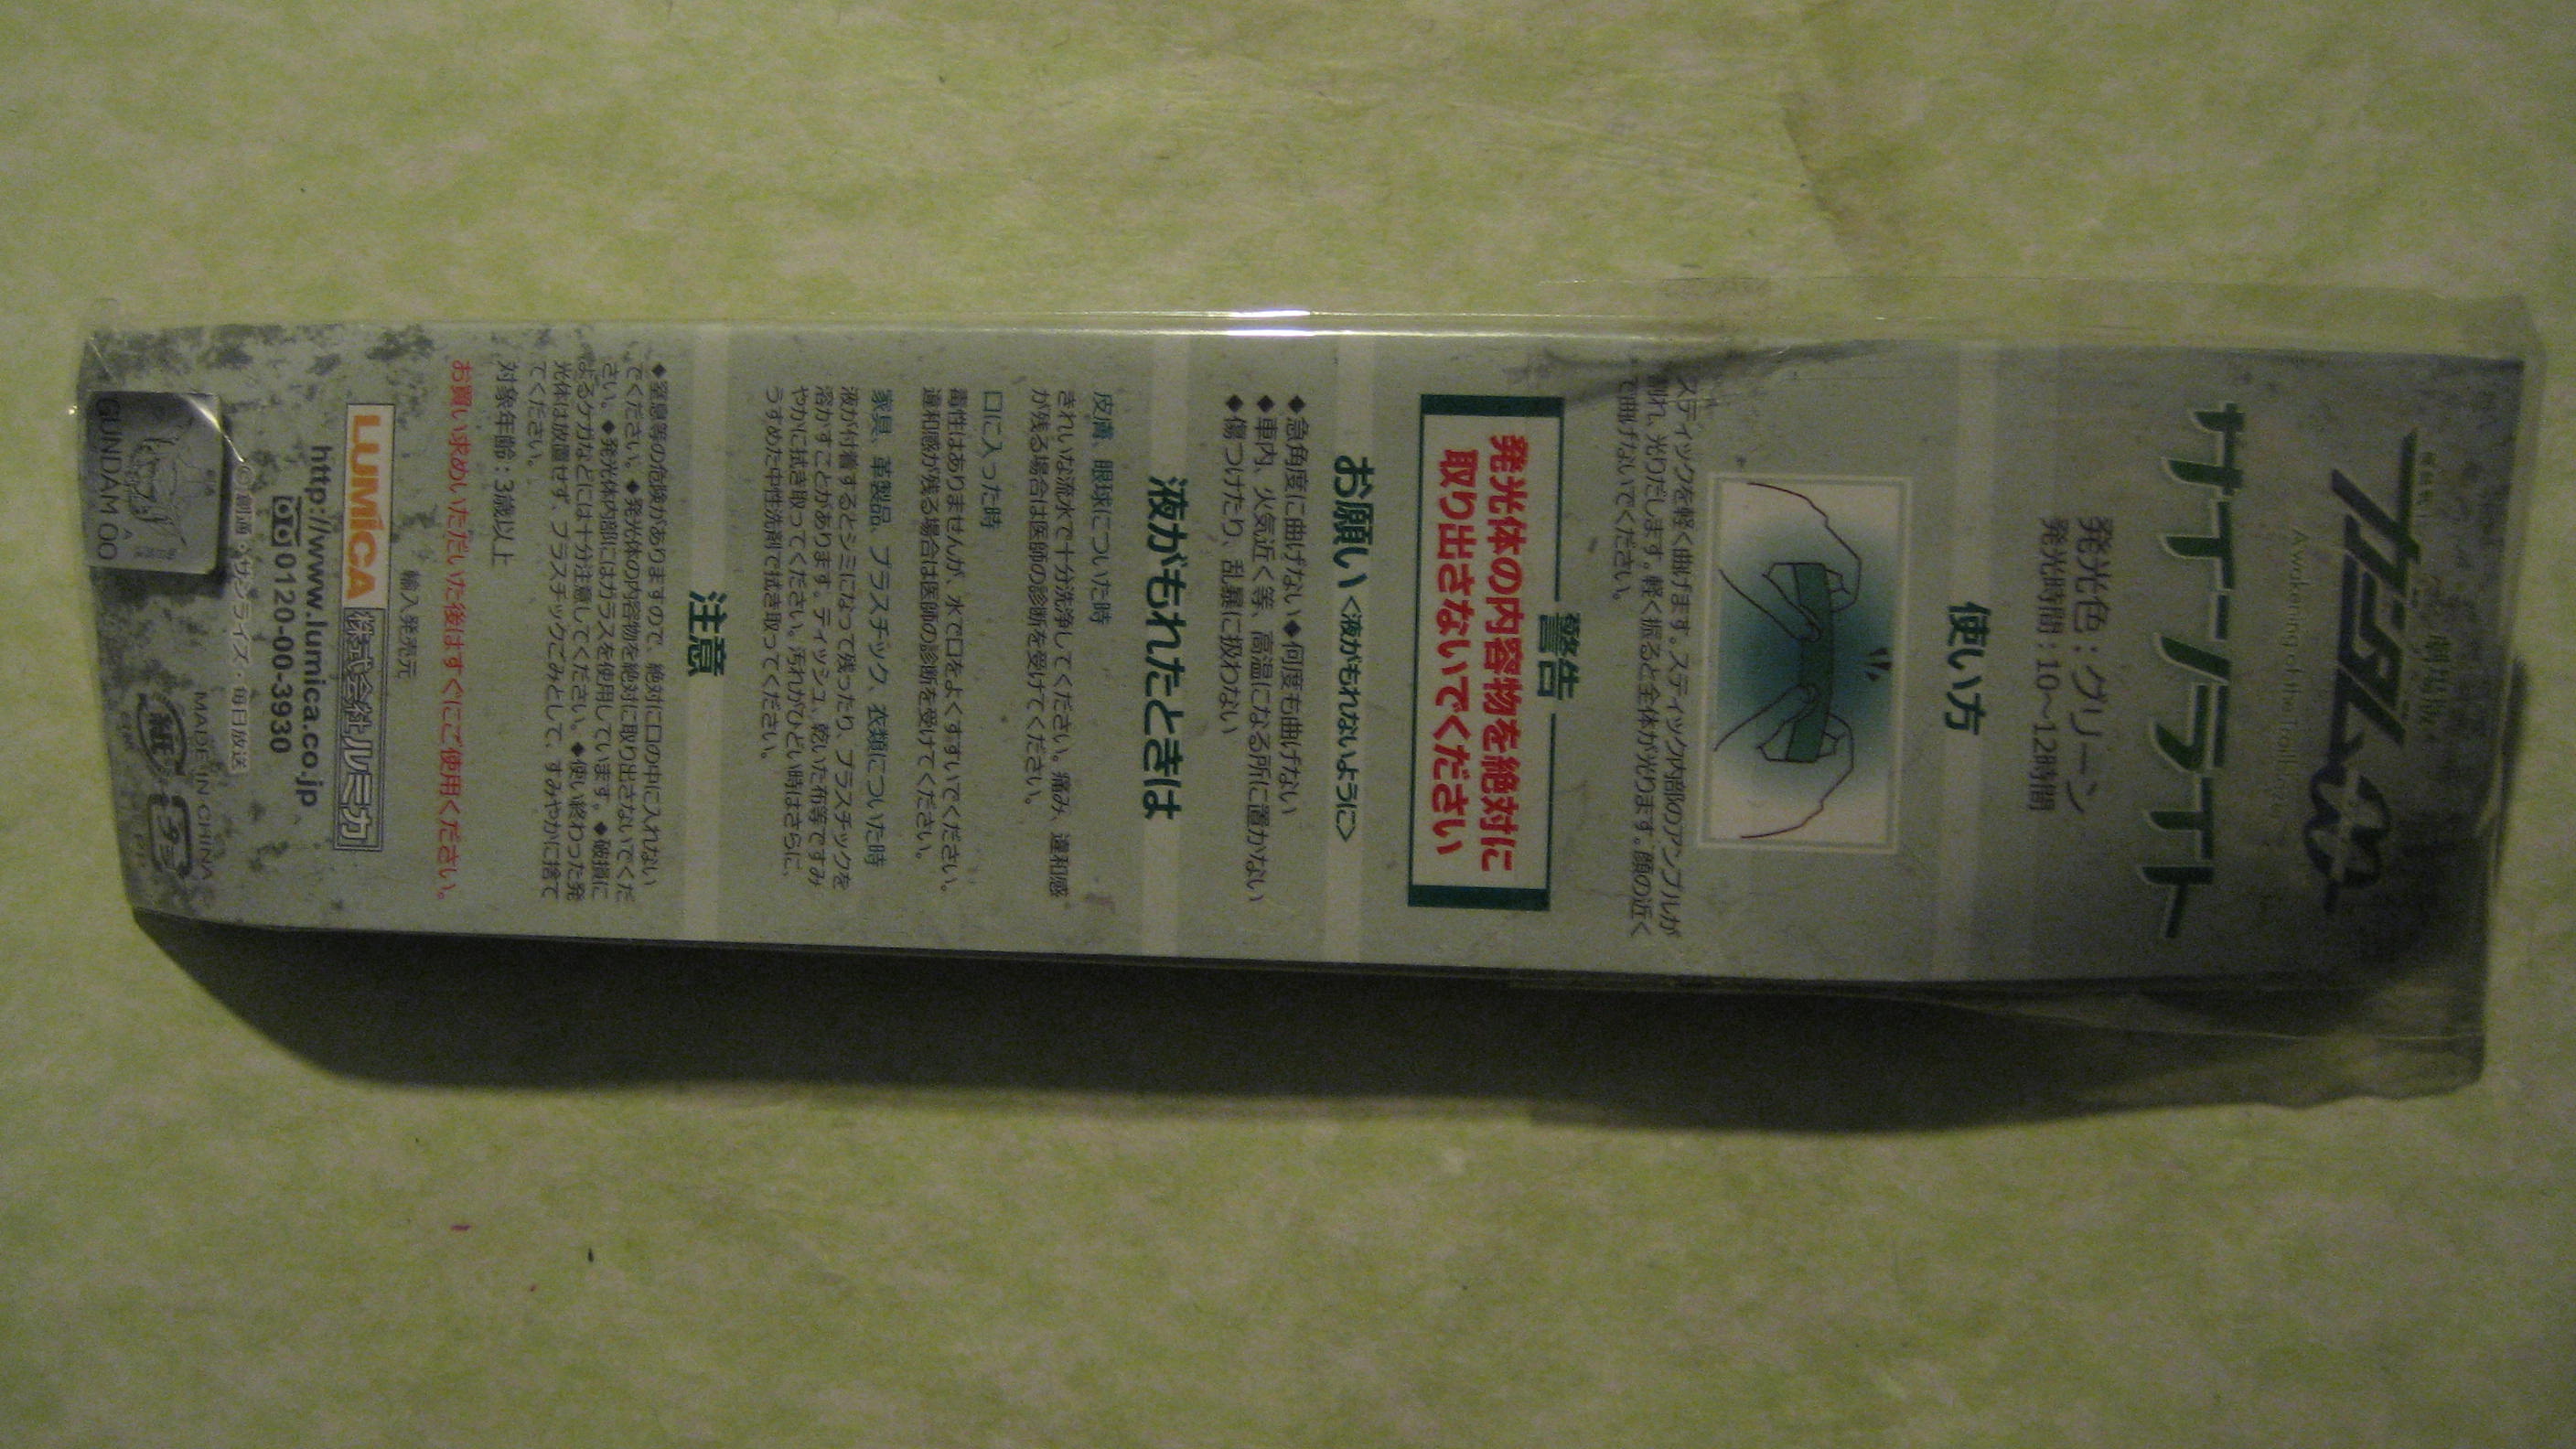 劇場版
ガンダム00
Awakening of the Trailblazer
サイリライト
発光色：グリーン
発光時間：10～12時間
使い方
スティックを軽く曲げます。スティック内部のアンプルが
割れ、光りだします。軽く振ると全体が光ります。顔の近く
で曲げないでください。
警告
発光体の内容物を絶対に
取り出さないでください
お願い <液がもれないように>
◆急角度に曲げない◆何度も曲げない
◆車内、火気近く等、高温になる所に置かない
◆傷つけたり、乱暴に扱わない
液がもれたときは
皮膚、眼球についた時
きれいな流水で十分洗浄してください。痛み、違和感
が残る場合は医師の診断を受けてください。
口に入った時
毒性はありませんが、水で口をよくすすいでください。
違和感が残る場合は医師の診断を受けてください。
家具、革製品、プラスチック、衣類についた時
液が付着するとシミになって残ったり、プラスチックを
溶かすことがあります。ティッシュ、乾いた布等ですみ
やかに拭き取ってください。汚れがひどい時はさらに、
うすめた中性洗剤で拭き取ってください。
注意
◆窒息等の危険がありますので、絶対に口の中に入れない
でください。◆発光体の内容物を絶対に取り出さないでくだ
さい。◆発光体内部にはガラスを使用しています。◆破損に
よるケガなどには十分注意してください。◆使い終わった発
光体は放置せず、プラスチックごみとして、すみやかに捨て
てください。
対象年齢：3歳以上
お買い求めいただいた後はすぐにご使用ください。
輸入発売元
LUMICA 株式会社ルミカ
http://www.lumica.co.jp
0120-00-3930
©創通・サンライズ・毎日放送
MADE IN CHINA
紙
プラ
GUNDAM 00